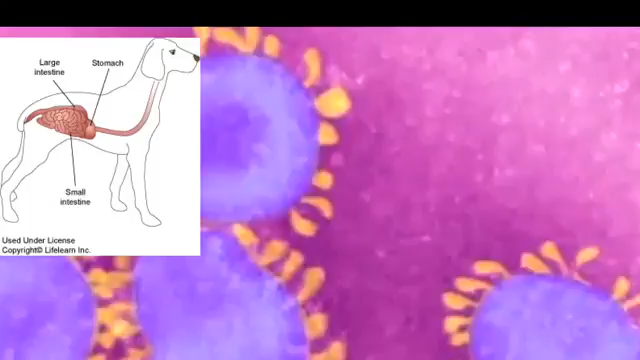 Large
intestine
Stomach
Small
intestine
Used Under License
Copyright© Lifelearn Inc.